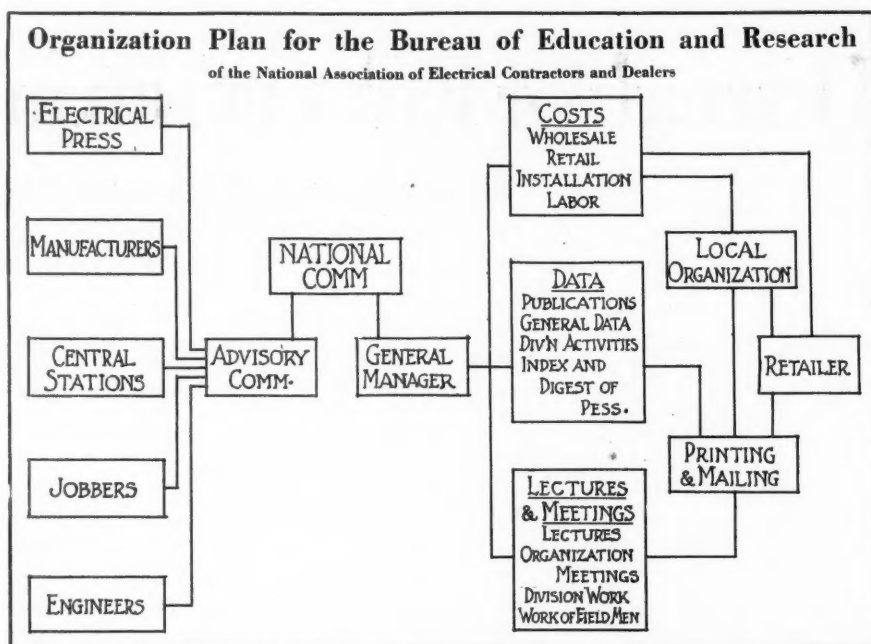 Organization Plan for the Bureau of Education and Research
of the National Association of Electrical Contractors and Dealers
ELECTRICAL
PRESS
MANUFACTURERS
CENTRAL
STATIONS
JOBBERS
ENGINEERS
NATIONAL
COMM
ADVISORY
COMM.
GENERAL
MANAGER
COSTS
WHOLESALE
RETAIL
INSTALLATION
LABOR
DATA
PUBLICATIONS
GENERAL DATA
DIV'N ACTIVITIES
INDEX AND
DIGEST OF
PESS.
LECTURES
& MEETINGS
LECTURES
ORGANIZATION
MEETINGS
DIVISION WORK
WORK OF FIELD MEN
LOCAL
ORGANIZATION
RETAILER
PRINTING
& MAILING